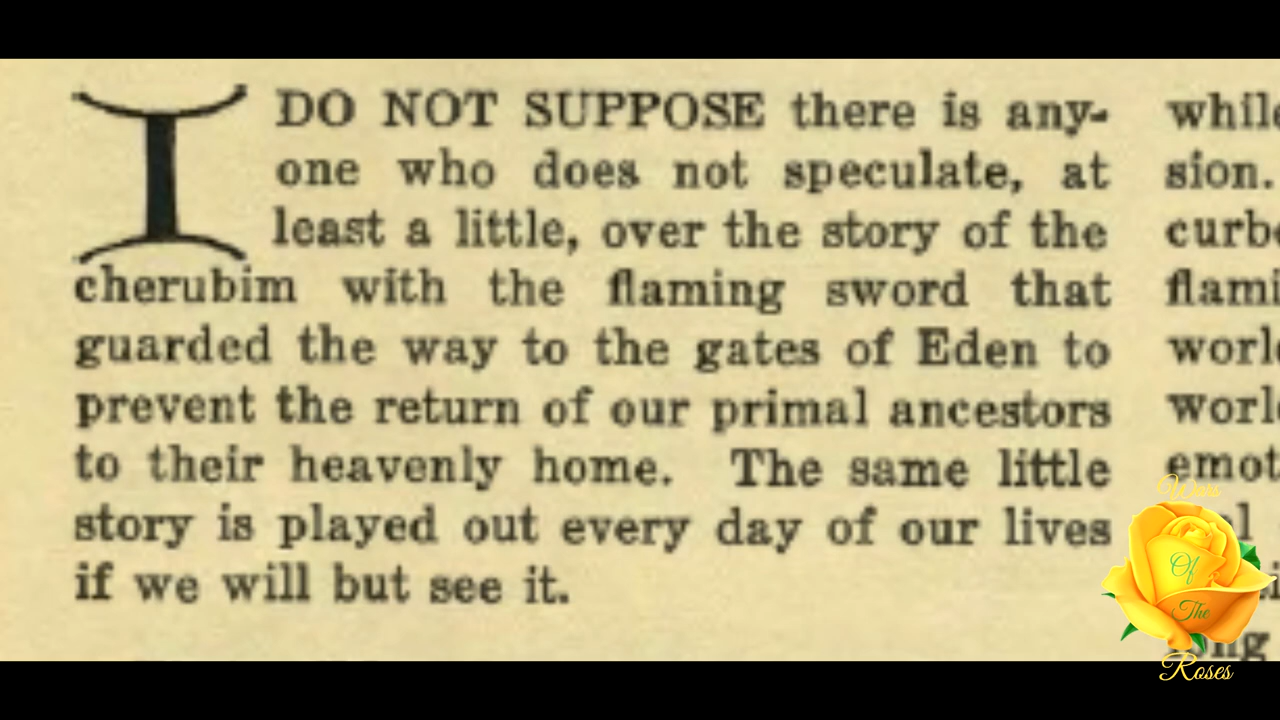 I DO NOT SUPPOSE there is any-
one who does not speculate, at
least a little, over the story of the
cherubim with the flaming sword that
guarded the way to the gates of Eden to
prevent the return of our primal ancestors
to their heavenly home. The same little
story is played out every day of our lives
if we will but see it.
sion.
Of
The
Roses